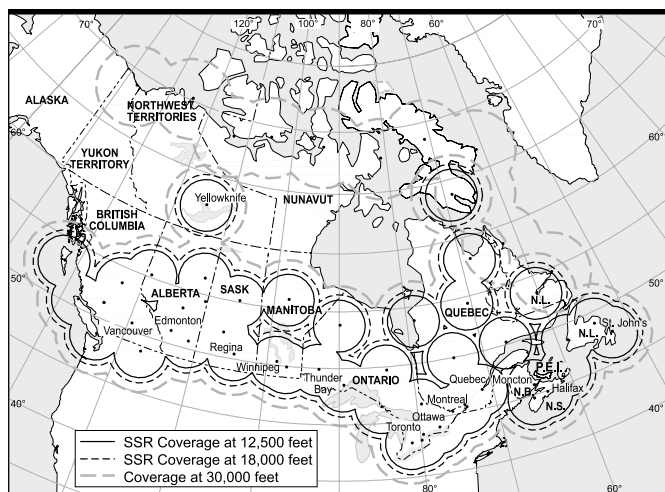 70°
120°
100°
80°
60°
70°
ALASKA
NORTHWEST
TERRITORIES
60°
60°
YUKON
TERRITORY
Yellowknife
NUNAVUT
BRITISH
COLUMBIA
50°
50°
ALBERTA
SASK
MANITOBA
QUEBEC
N.L.
St. John's
N.L.
Edmonton
Vancouver
Regina
Winnipeg
Thunder
Bay
ONTARIO
P.E.I.
Quebec
Moncton
Halifax
N.B.
N.S.
Montreal
Ottawa
Toronto
40°
40°
80°
60°
SSR Coverage at 12,500 feet
SSR Coverage at 18,000 feet
Coverage at 30,000 feet